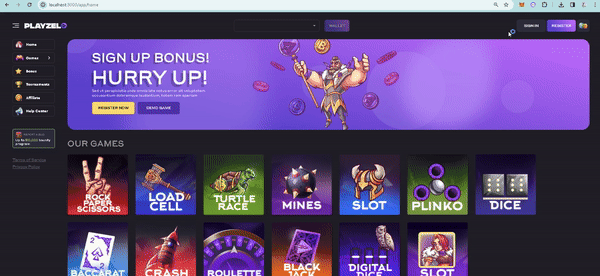 localhost:3000/app/home
PLAYZELO
WALLET
SIGN IN
REGISTER
Home
Games
Bonus
Tournaments
Affiliate
Help Center
Terms of Service
Privacy Policy
SIGN UP BONUS!
HURRY UP!
REGISTER NOW
DEMO GAME
OUR GAMES
ROCK
PAPER
SCISSORS
LOAD
CELL
TURTLE
RACE
MINES
SLOT
PLINKO
DICE
BACCARAT
CRASH
ROULETTE
BLACK
JACK
DIGITAL
DICE
SLOT